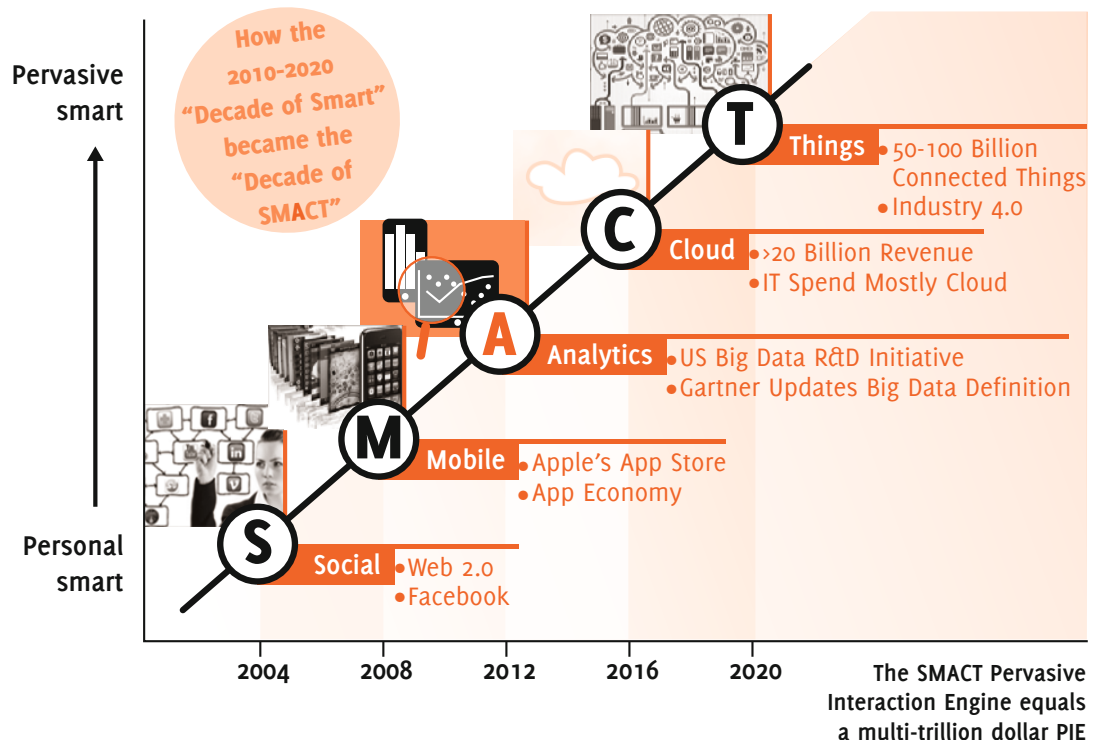 How the
2010-2020
“Decade of Smart”
became the
“Decade of
SMACT”
Pervasive
smart
Personal
smart
T
Things
•50-100 Billion
Connected Things
•Industry 4.0
C
Cloud
•>20 Billion Revenue
•IT Spend Mostly Cloud
A
Analytics
•US Big Data R&D Initiative
•Gartner Updates Big Data Definition
M
Mobile
•Apple’s App Store
•App Economy
S
Social
•Web 2.0
•Facebook
2004 2008 2012 2016 2020
The SMACT Pervasive
Interaction Engine equals
a multi-trillion dollar PIE